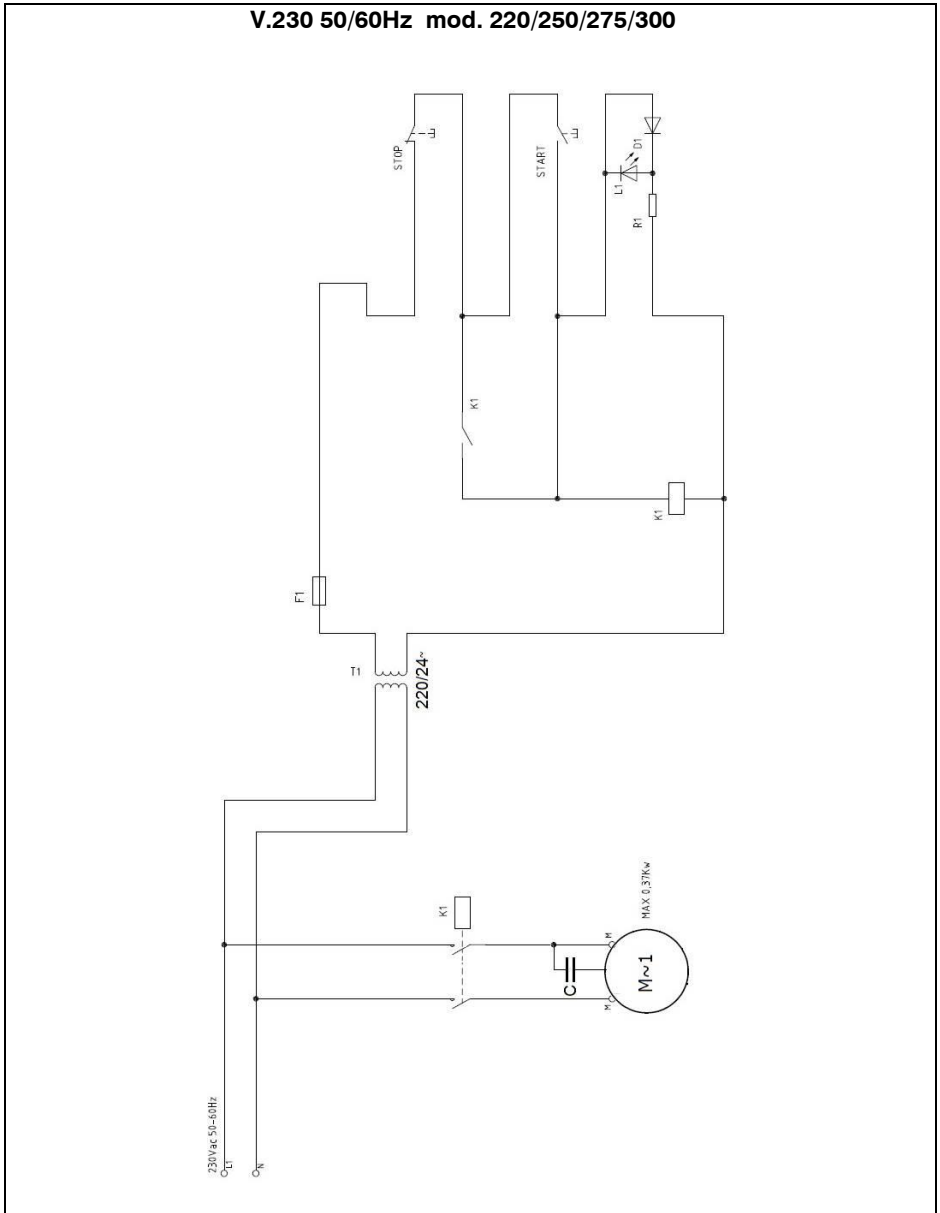 V.230 50/60Hz  mod. 220/250/275/300
STOP
START
L1
D1
R1
K1
K1
F1
T1
220/24~
K1
MAX 0,37Kw
M
M
C
M~1
230Vac 50-60Hz
L1
N